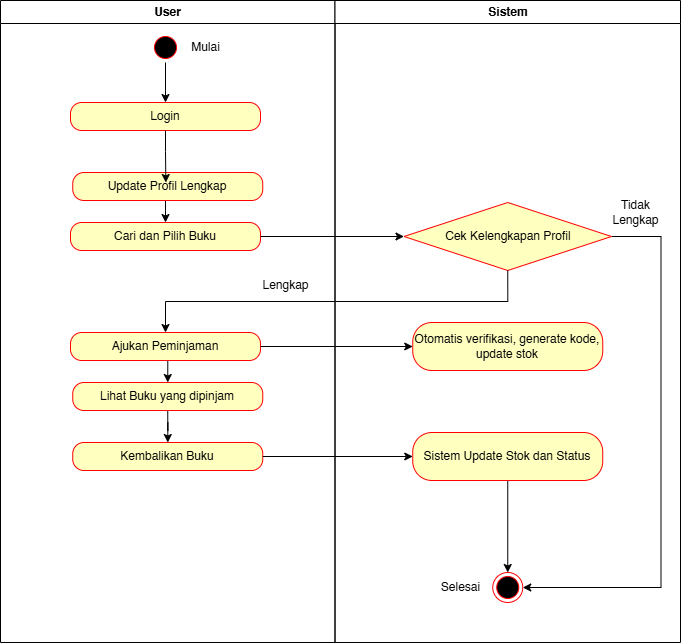 User
Sistem
Mulai
Login
Update Profil Lengkap
Cari dan Pilih Buku
Cek Kelengkapan Profil
Tidak
Lengkap
Lengkap
Ajukan Peminjaman
Otomatis verifikasi, generate kode,
update stok
Lihat Buku yang dipinjam
Kembalikan Buku
Sistem Update Stok dan Status
Selesai